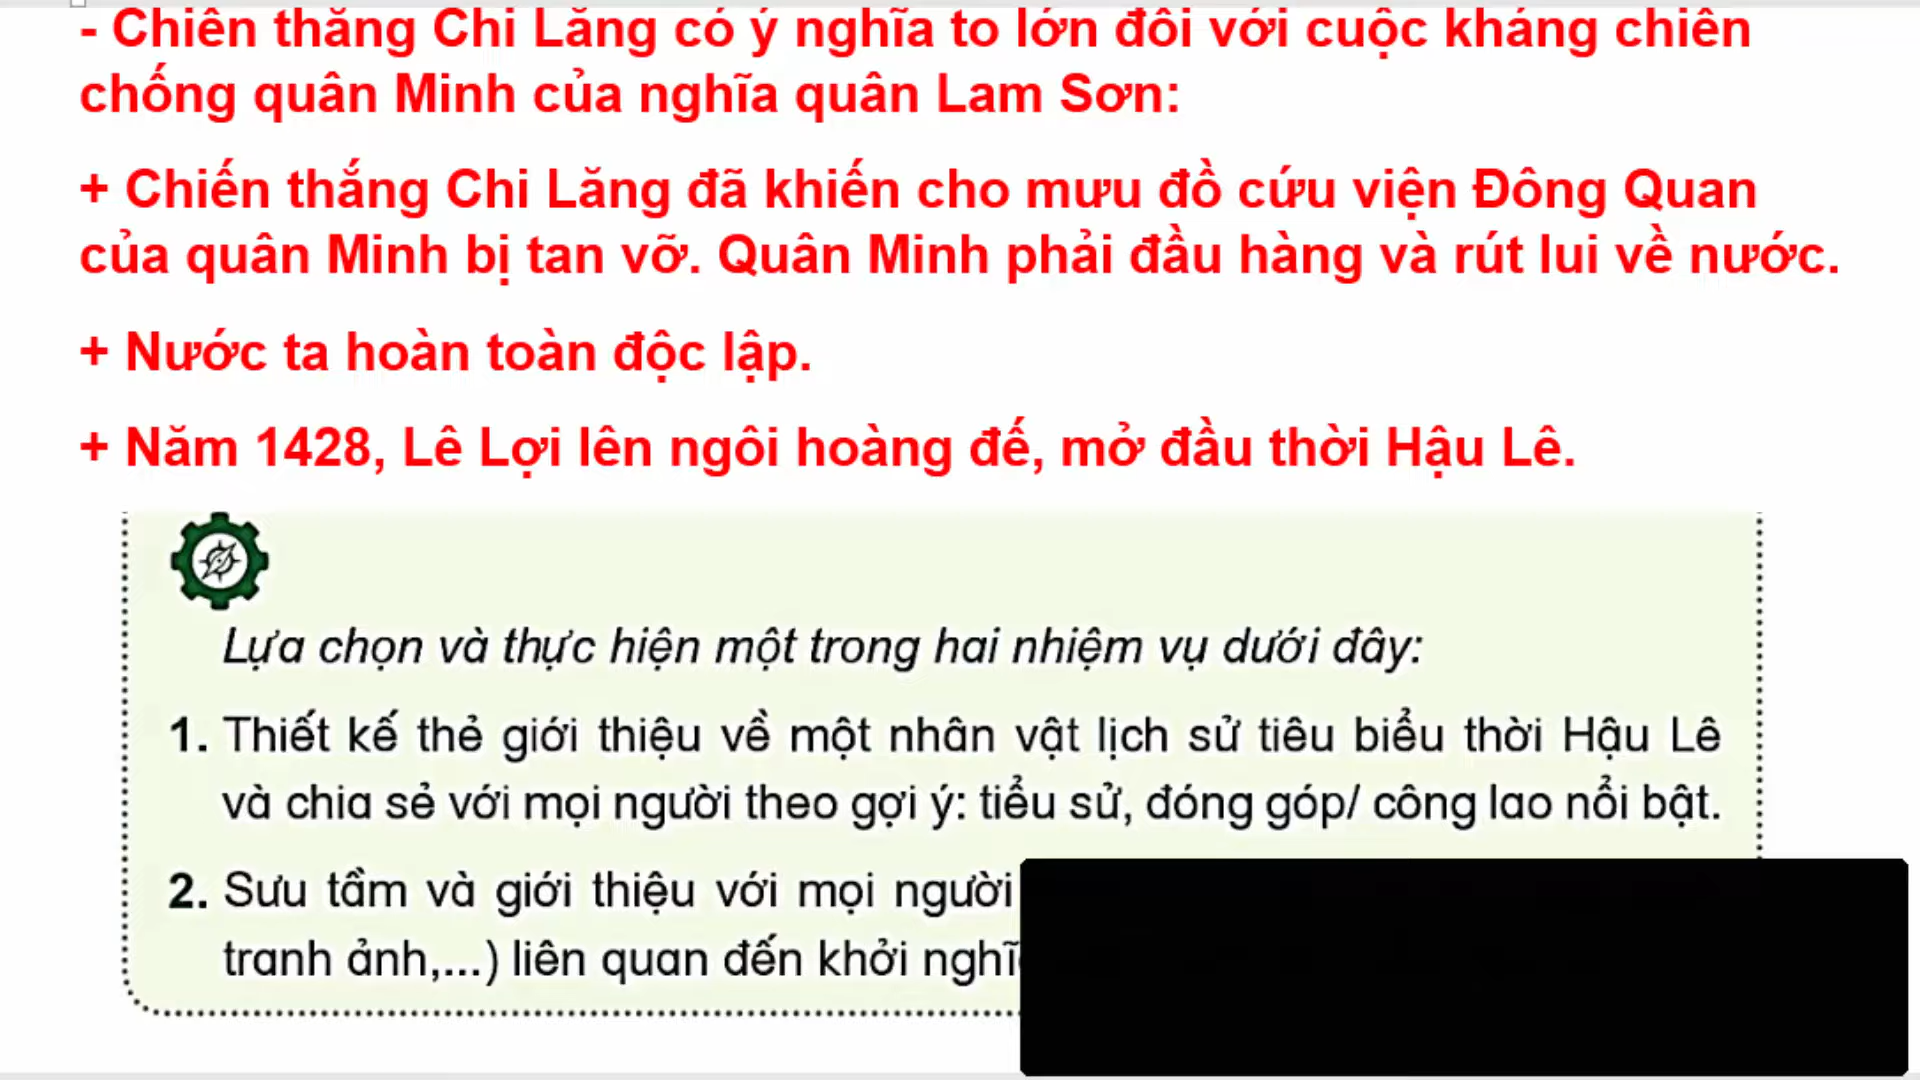 - Chiến thắng Chi Lăng có ý nghĩa to lớn đối với cuộc kháng chiến
chống quân Minh của nghĩa quân Lam Sơn:
+ Chiến thắng Chi Lăng đã khiến cho mưu đồ cứu viện Đông Quan
của quân Minh bị tan vỡ. Quân Minh phải đầu hàng và rút lui về nước.
+ Nước ta hoàn toàn độc lập.
+ Năm 1428, Lê Lợi lên ngôi hoàng đế, mở đầu thời Hậu Lê.
Lựa chọn và thực hiện một trong hai nhiệm vụ dưới đây:
1. Thiết kế thẻ giới thiệu về một nhân vật lịch sử tiêu biểu thời Hậu Lê
và chia sẻ với mọi người theo gợi ý: tiểu sử, đóng góp/ công lao nổi bật.
2. Sưu tầm và giới thiệu với mọi người
tranh ảnh,...) liên quan đến khởi